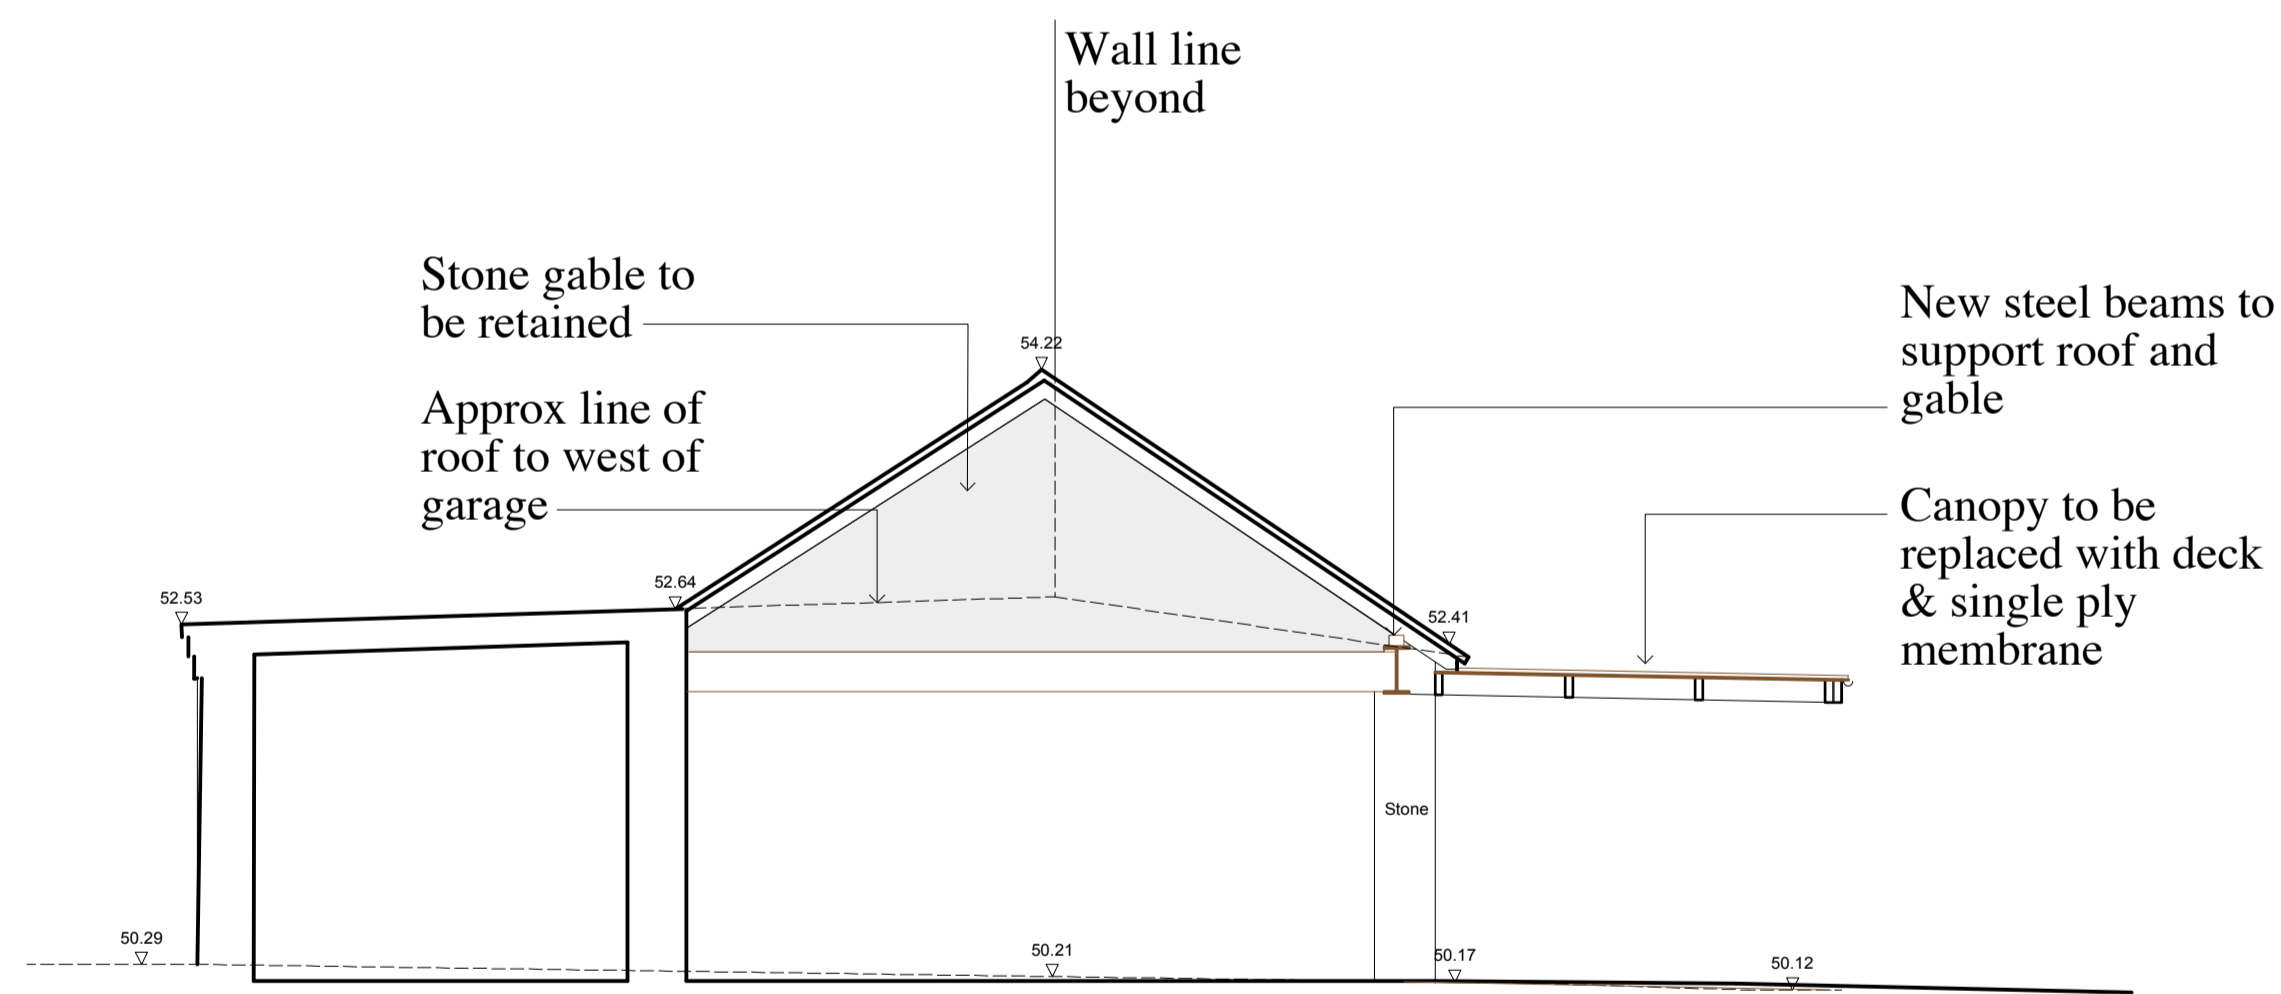 Wall line
beyond
Stone gable to
be retained
Approx line of
roof to west of
garage
New steel beams to
support roof and
gable
Canopy to be
replaced with deck
& single ply
membrane
54.22
52.64
52.53
52.41
Stone
50.29
50.21
50.17
50.12